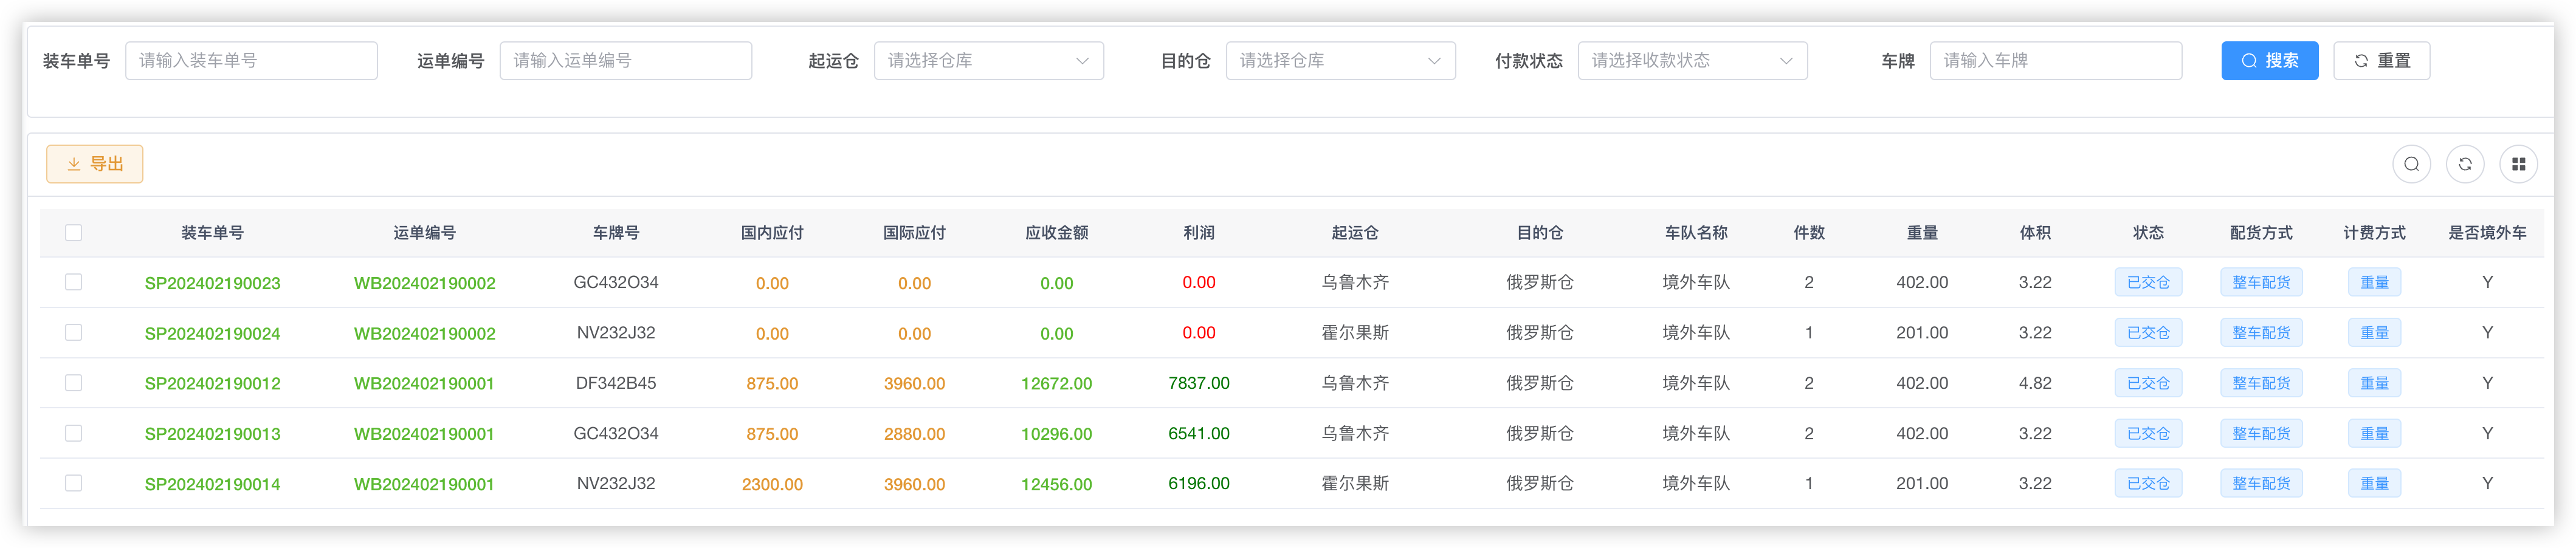 装车单号 请输入装车单号 运单编号 请输入运单编号 起运仓 请选择仓库 目的仓 请选择仓库 付款状态 请选择收款状态 车牌 请输入车牌 搜索 重置
导出
装车单号 运单编号 车牌号 国内应付 国际应付 应收金额 利润 起运仓 目的仓 车队名称 件数 重量 体积 状态 配货方式 计费方式 是否境外车
SP202402190023 WB202402190002 GC432O34 0.00 0.00 0.00 0.00 乌鲁木齐 俄罗斯仓 境外车队 2 402.00 3.22 已交仓 整车配货 重量 Y
SP202402190024 WB202402190002 NV232J32 0.00 0.00 0.00 0.00 霍尔果斯 俄罗斯仓 境外车队 1 201.00 3.22 已交仓 整车配货 重量 Y
SP202402190012 WB202402190001 DF342B45 875.00 3960.00 12672.00 7837.00 乌鲁木齐 俄罗斯仓 境外车队 2 402.00 4.82 已交仓 整车配货 重量 Y
SP202402190013 WB202402190001 GC432O34 875.00 2880.00 10296.00 6541.00 乌鲁木齐 俄罗斯仓 境外车队 2 402.00 3.22 已交仓 整车配货 重量 Y
SP202402190014 WB202402190001 NV232J32 2300.00 3960.00 12456.00 6196.00 霍尔果斯 俄罗斯仓 境外车队 1 201.00 3.22 已交仓 整车配货 重量 Y